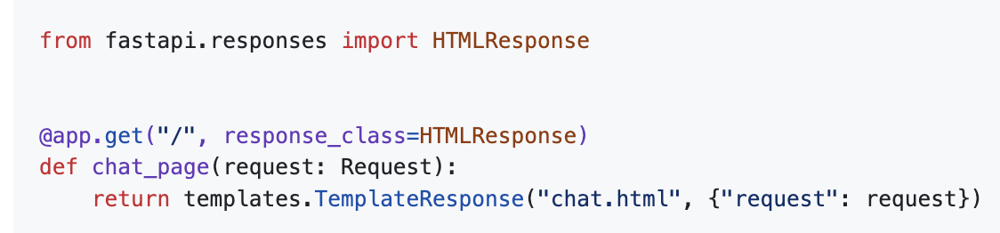 from fastapi.responses import HTMLResponse
@app.get("/", response_class=HTMLResponse)
def chat_page(request: Request):
    return templates.TemplateResponse("chat.html", {"request": request})